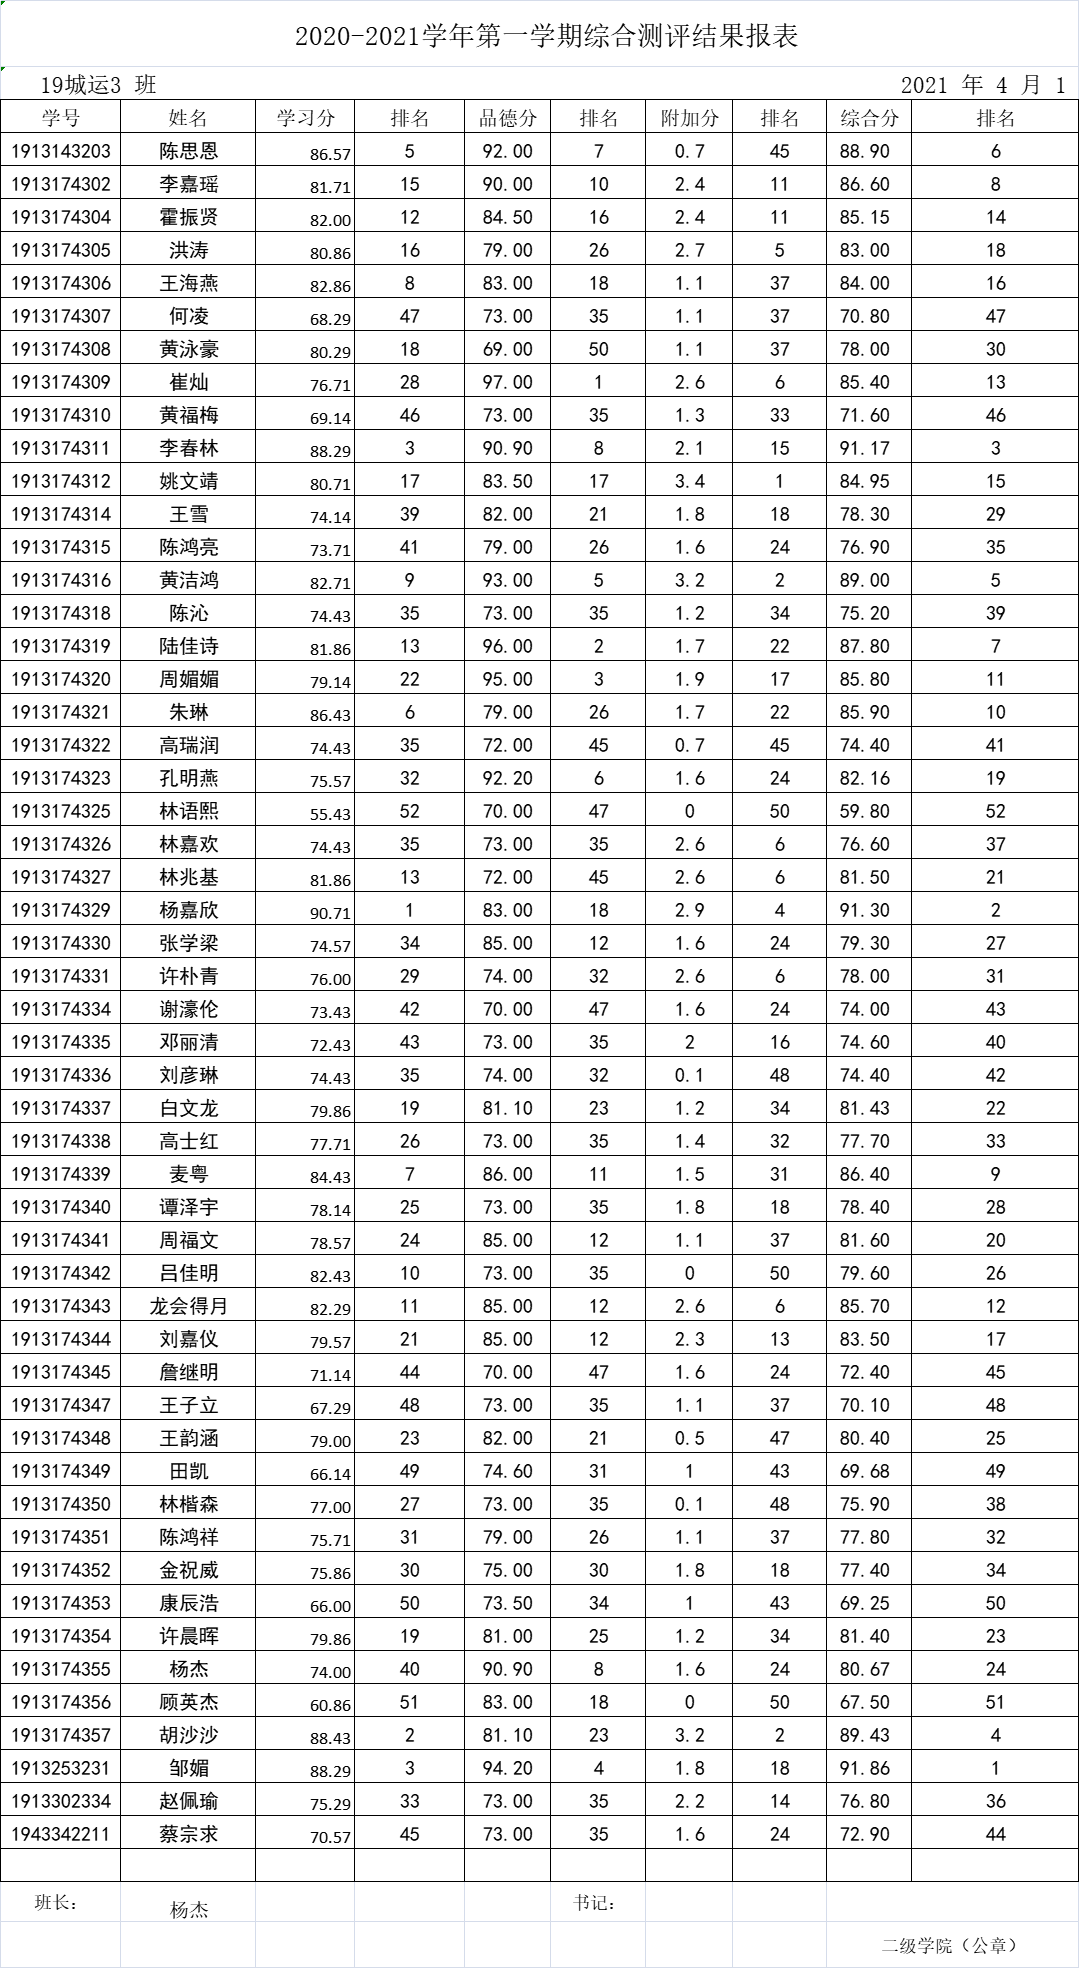 2020-2021学年第一学期综合测评结果报表
19城运3 班 2021 年 4 月 1
学号 姓名 学习分 排名 品德分 排名 附加分 排名 综合分 排名
1913143203 陈思恩 86.57 5 92.00 7 0.7 45 88.90 6
1913174302 李嘉瑶 81.71 15 90.00 10 2.4 11 86.60 8
1913174304 霍振贤 82.00 12 84.50 16 2.4 11 85.15 14
1913174305 洪涛 80.86 16 79.00 26 2.7 5 83.00 18
1913174306 王海燕 82.86 8 83.00 18 1.1 37 84.00 16
1913174307 何凌 68.29 47 73.00 35 1.1 37 70.80 47
1913174308 黄泳豪 80.29 18 69.00 50 1.1 37 78.00 30
1913174309 崔灿 76.71 28 97.00 1 2.6 6 85.40 13
1913174310 黄福梅 69.14 46 73.00 35 1.3 33 71.60 46
1913174311 李春林 88.29 3 90.90 8 2.1 15 91.17 3
1913174312 姚文靖 80.71 17 83.50 17 3.4 1 84.95 15
1913174314 王雪 74.14 39 82.00 21 1.8 18 78.30 29
1913174315 陈鸿亮 73.71 41 79.00 26 1.6 24 76.90 35
1913174316 黄洁鸿 82.71 9 93.00 5 3.2 2 89.00 5
1913174318 陈沁 74.43 35 73.00 35 1.2 34 75.20 39
1913174319 陆佳诗 81.86 13 96.00 2 1.7 22 87.80 7
1913174320 周媚媚 79.14 22 95.00 3 1.9 17 85.80 11
1913174321 朱琳 86.43 6 79.00 26 1.7 22 85.90 10
1913174322 高瑞润 74.43 35 72.00 45 0.7 45 74.40 41
1913174323 孔明燕 75.57 32 92.20 6 1.6 24 82.16 19
1913174325 林语熙 55.43 52 70.00 47 0 50 59.80 52
1913174326 林嘉欢 74.43 35 73.00 35 2.6 6 76.60 37
1913174327 林兆基 81.86 13 72.00 45 2.6 6 81.50 21
1913174329 杨嘉欣 90.71 1 83.00 18 2.9 4 91.30 2
1913174330 张学梁 74.57 34 85.00 12 1.6 24 79.30 27
1913174331 许朴青 76.00 29 74.00 32 2.6 6 78.00 31
1913174334 谢濠伦 73.43 42 70.00 47 1.6 24 74.00 43
1913174335 邓丽清 72.43 43 73.00 35 2 16 74.60 40
1913174336 刘彦琳 74.43 35 74.00 32 0.1 48 74.40 42
1913174337 白文龙 79.86 19 81.10 23 1.2 34 81.43 22
1913174338 高士红 77.71 26 73.00 35 1.4 32 77.70 33
1913174339 麦粤 84.43 7 86.00 11 1.5 31 86.40 9
1913174340 谭泽宇 78.14 25 73.00 35 1.8 18 78.40 28
1913174341 周福文 78.57 24 85.00 12 1.1 37 81.60 20
1913174342 吕佳明 82.43 10 73.00 35 0 50 79.60 26
1913174343 龙会得月 82.29 11 85.00 12 2.6 6 85.70 12
1913174344 刘嘉仪 79.57 21 85.00 12 2.3 13 83.50 17
1913174345 詹继明 71.14 44 70.00 47 1.6 24 72.40 45
1913174347 王子立 67.29 48 73.00 35 1.1 37 70.10 48
1913174348 王韵涵 79.00 23 82.00 21 0.5 47 80.40 25
1913174349 田凯 66.14 49 74.60 31 1 43 69.68 49
1913174350 林楷森 77.00 27 73.00 35 0.1 48 75.90 38
1913174351 陈鸿祥 75.71 31 79.00 26 1.1 37 77.80 32
1913174352 金祝威 75.86 30 75.00 30 1.8 18 77.40 34
1913174353 康辰浩 66.00 50 73.50 34 1 43 69.25 50
1913174354 许晨晖 79.86 19 81.00 25 1.2 34 81.40 23
1913174355 杨杰 74.00 40 90.90 8 1.6 24 80.67 24
1913174356 顾英杰 60.86 51 83.00 18 0 50 67.50 51
1913174357 胡沙沙 88.43 2 81.10 23 3.2 2 89.43 4
1913253231 邹媚 88.29 3 94.20 4 1.8 18 91.86 1
1913302334 赵佩瑜 75.29 33 73.00 35 2.2 14 76.80 36
1943342211 蔡宗求 70.57 45 73.00 35 1.6 24 72.90 44
班长： 杨杰 书记：
二级学院（公章）